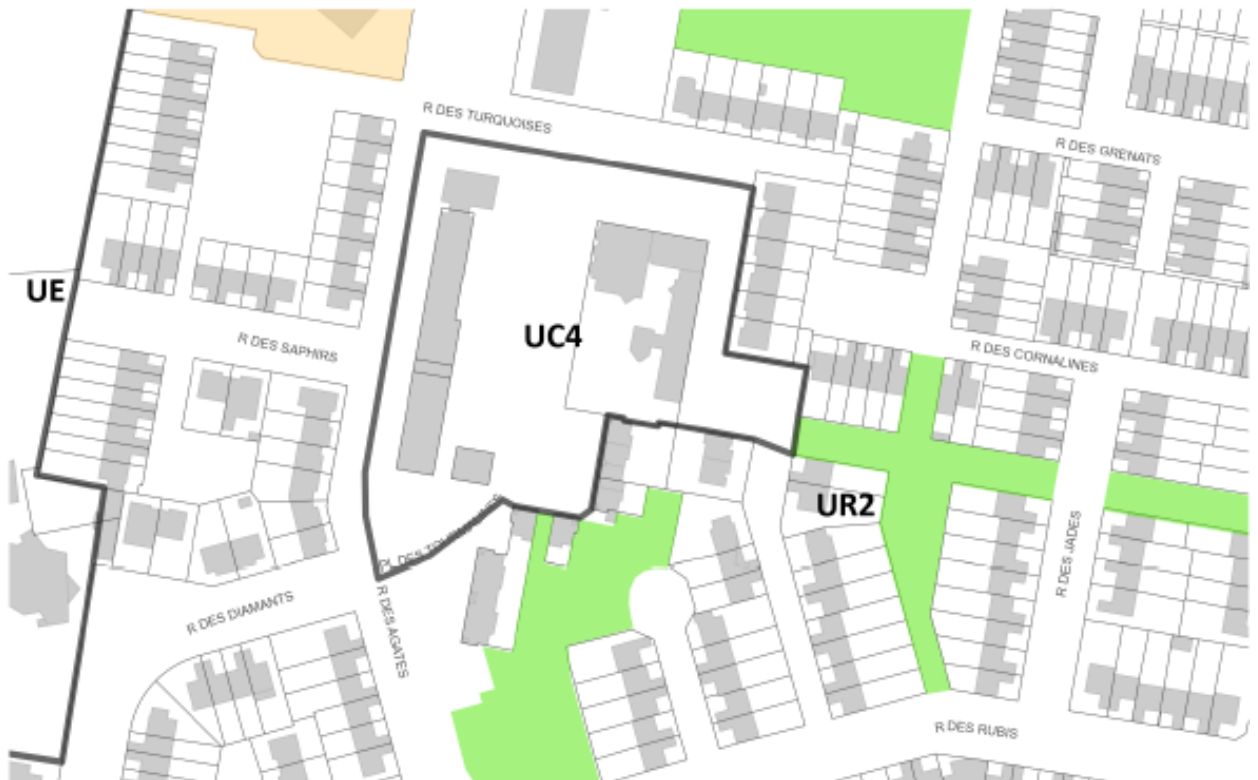 R DES TURQUOISES
R DES GRENATS
UE
UC4
R DES SAPHIRS
R DES CORNALINES
UR2
R DES JADES
R DES DIAMANTS
R DES AGATES
R DES RUBIS